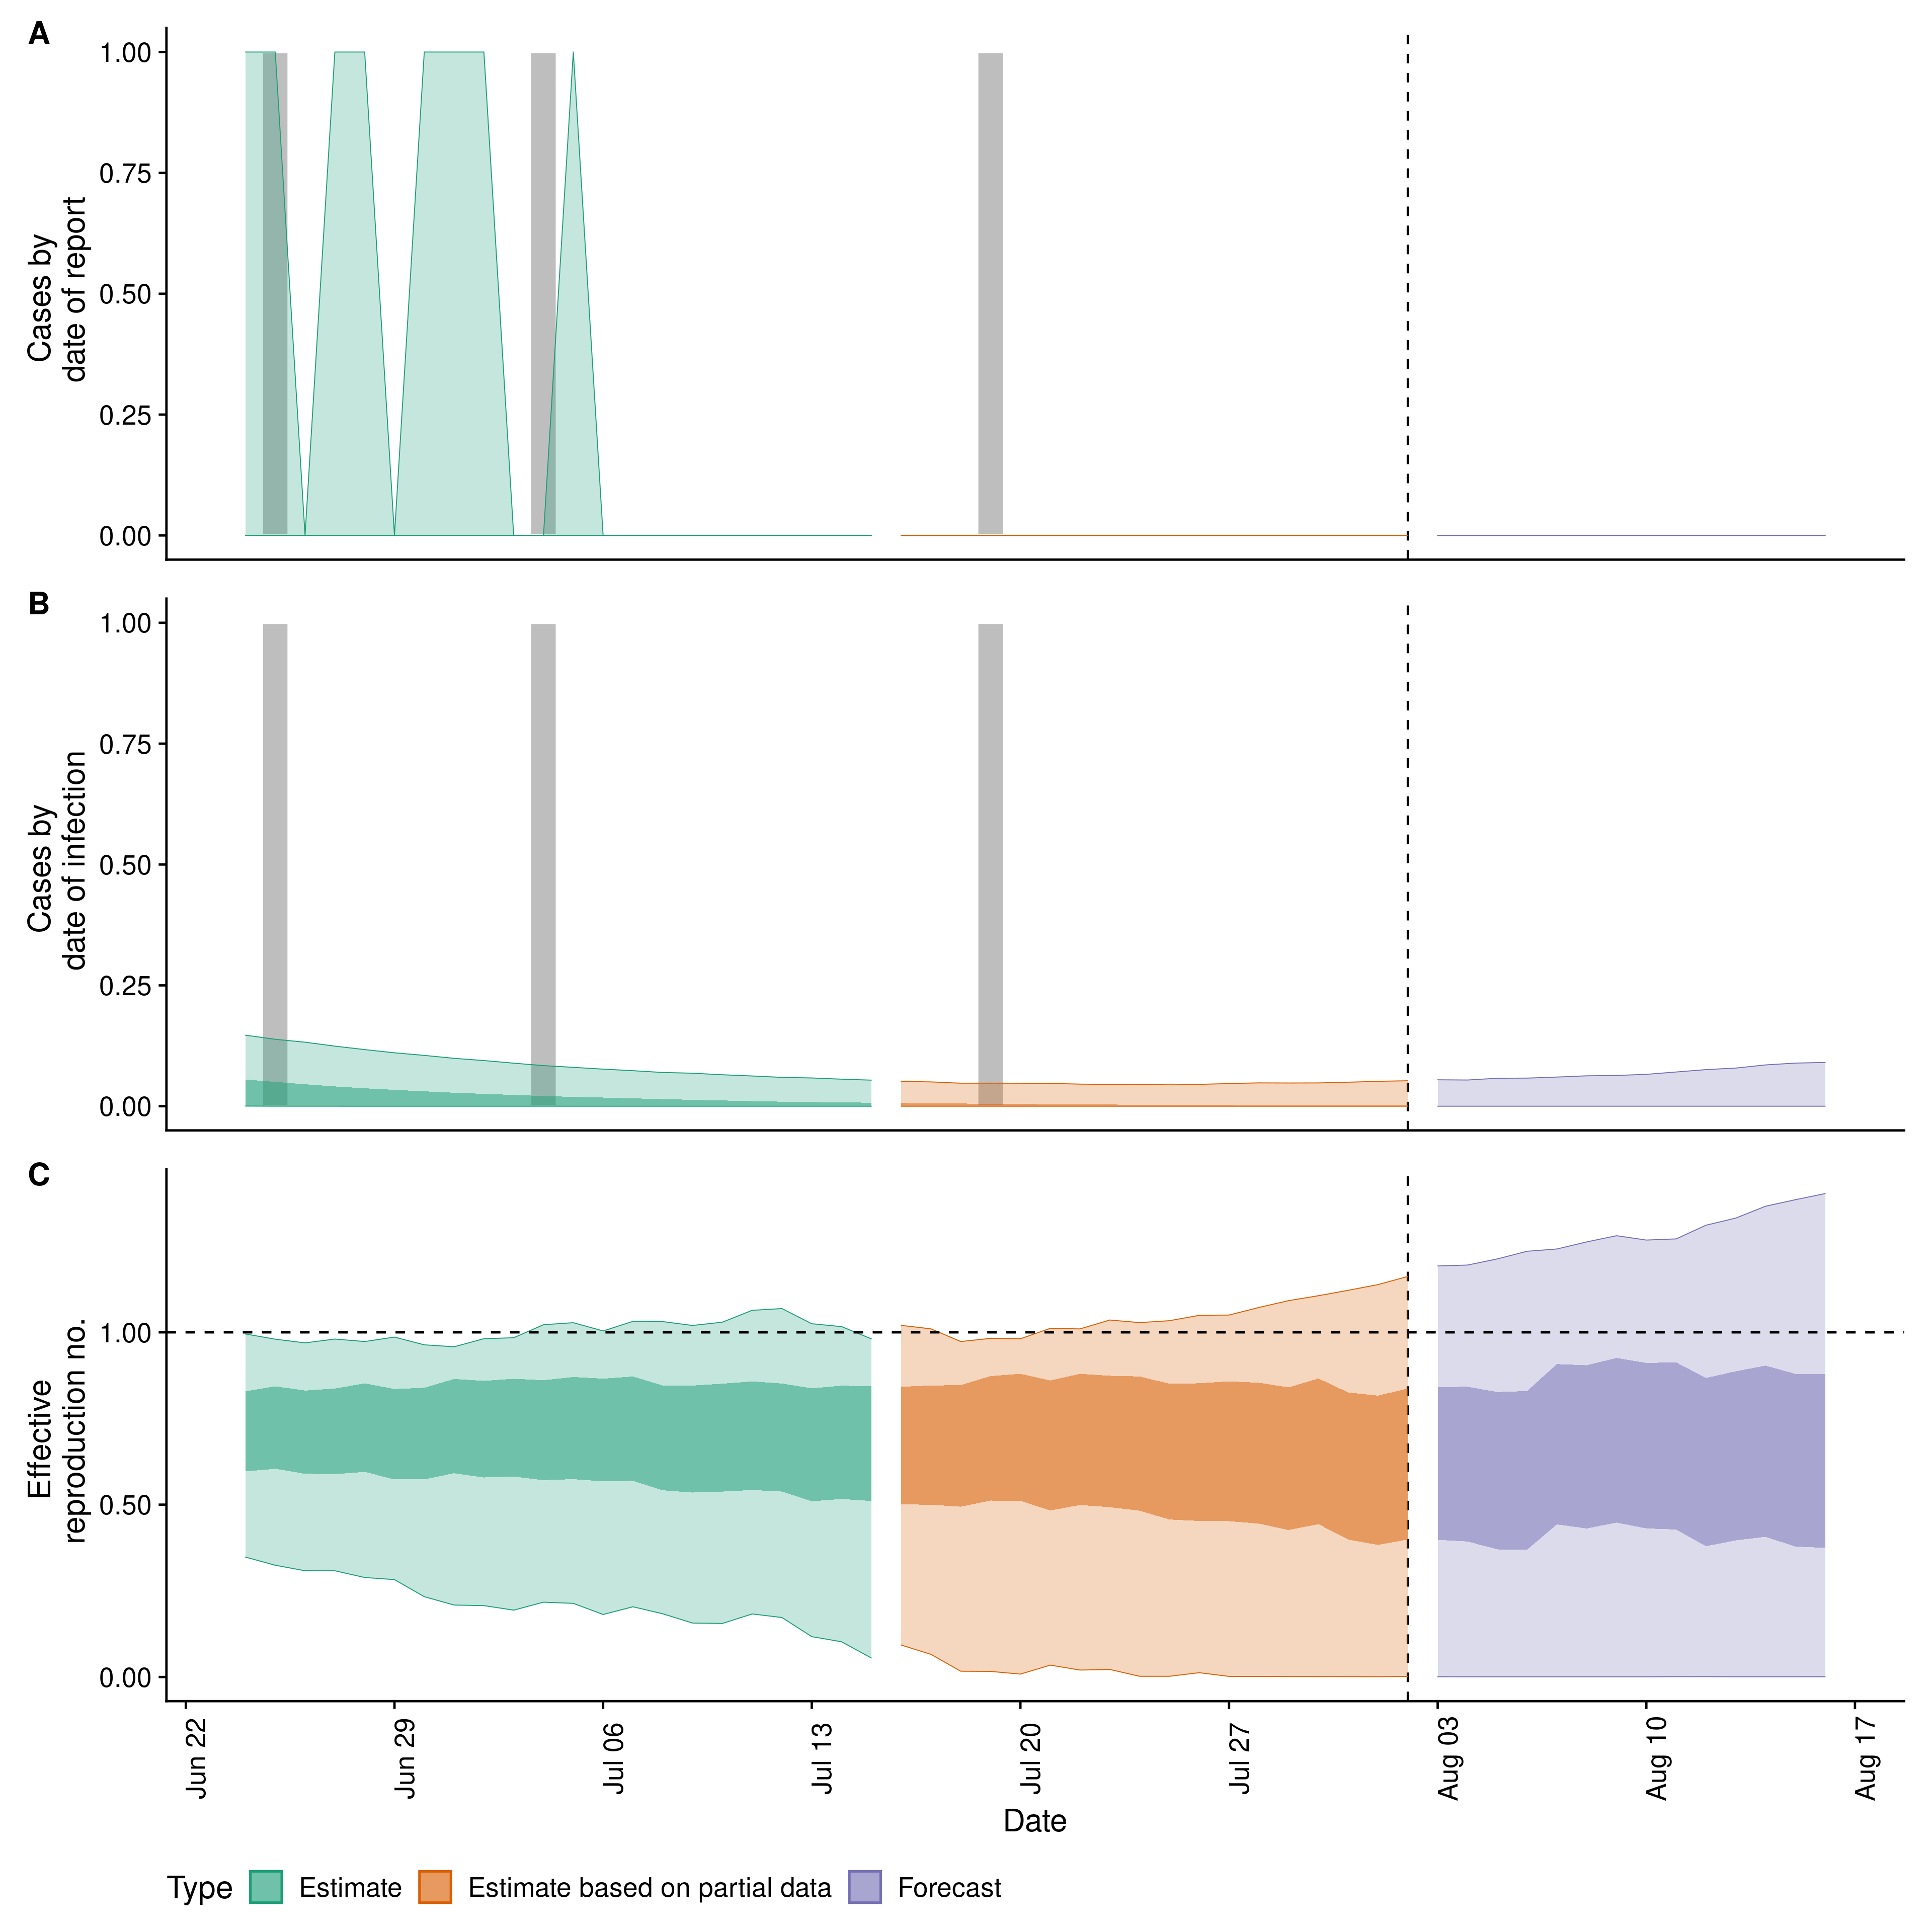 A
Cases by
date of report
1.00
0.75
0.50
0.25
0.00
B
Cases by
date of infection
1.00
0.75
0.50
0.25
0.00
C
Effective
reproduction no.
1.00
0.50
0.00
Jun 22
Jun 29
Jul 06
Jul 13
Jul 20
Jul 27
Aug 03
Aug 10
Aug 17
Date
Type Estimate Estimate based on partial data Forecast